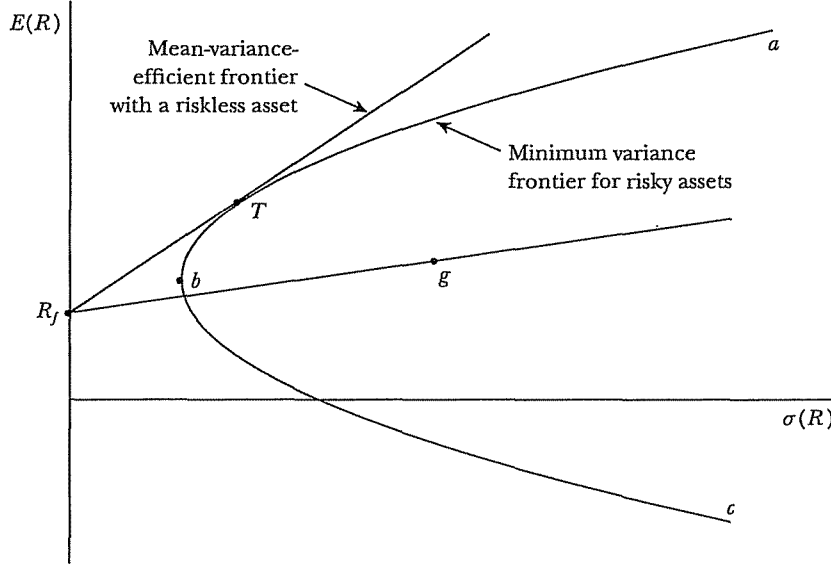 E(R)
Mean-variance-
efficient frontier
with a riskless asset
a
Minimum variance
frontier for risky assets
T
b
g
R_f
σ(R)
c